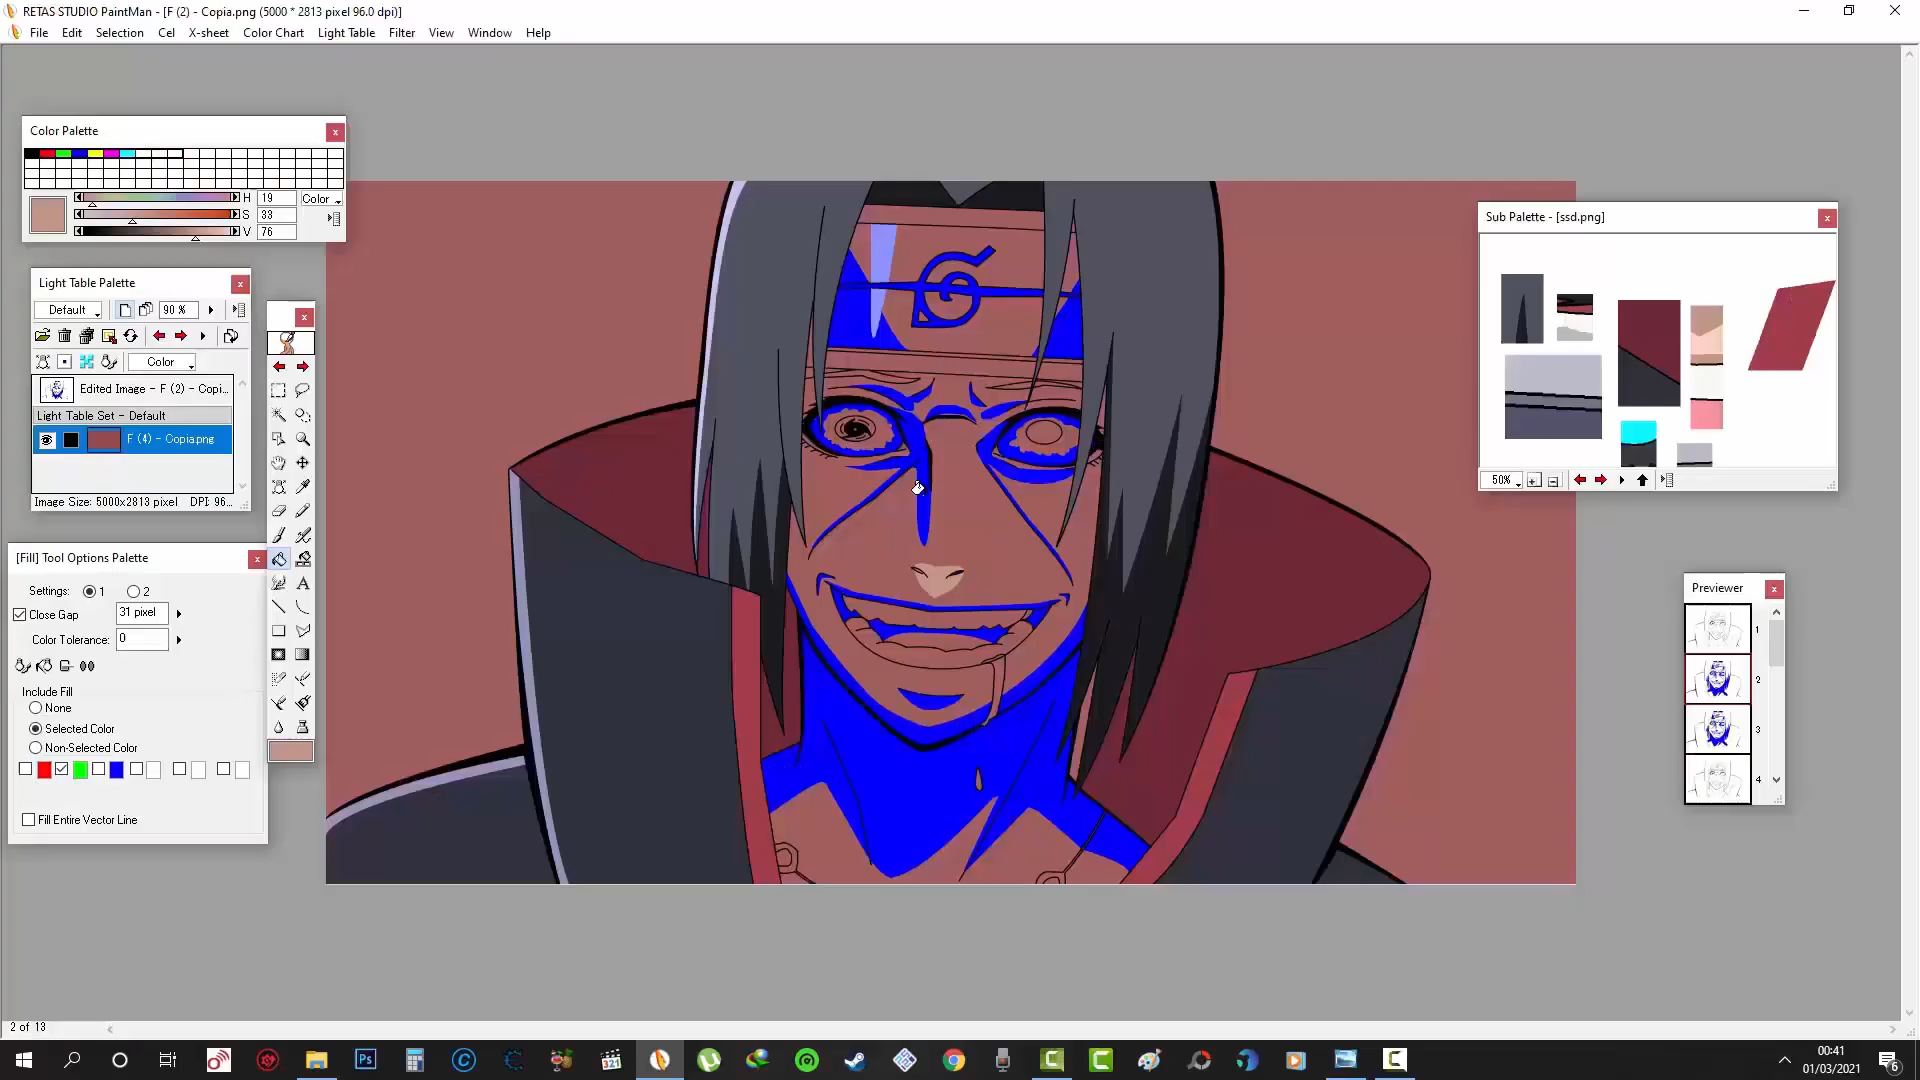 RETAS STUDIO PaintMan - [F (2) - Copia.png (5000 * 2813 pixel 96.0 dpi)]
File Edit Selection Cel X-sheet Color Chart Light Table Filter View Window Help
Color Palette
H 19 Color
S 33
V 76
Light Table Palette
Default 90 %
Color
Edited Image - F (2) - Copi...
Light Table Set - Default
F (4) - Copia.png
Image Size: 5000x2813 pixel DPI: 96...
[Fill] Tool Options Palette
Settings: 1 2
Close Gap 31 pixel
Color Tolerance: 0
Include Fill
None
Selected Color
Non-Selected Color
Fill Entire Vector Line
A
Sub Palette - [ssd.png]
50%
Previewer
1
2
3
4
2 of 13
Ps
321
00:41
01/03/2021
6